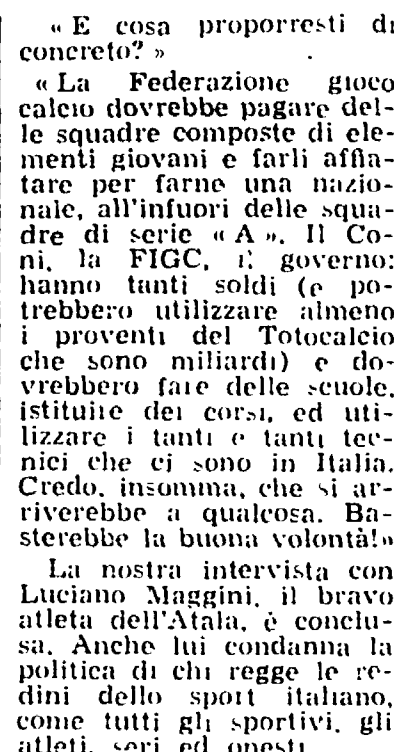 « E cosa proporresti di
concreto? »
« La Federazione gioco
calcio dovrebbe pagare del-
le squadre composte di ele-
menti giovani e farli affia-
tare per farne una nazio-
nale, all'infuori delle squa-
dre di serie « A ». Il Co-
ni, la FIGC, il governo:
hanno tanti soldi (e po-
trebbero utilizzare almeno
i proventi del Totocalcio
che sono miliardi) e do-
vrebbero fare delle scuole,
istituire dei corsi, ed uti-
lizzare i tanti e tanti tec-
nici che ci sono in Italia.
Credo, insomma, che si ar-
riverebbe a qualcosa. Ba-
sterebbe la buona volontà!»
La nostra intervista con
Luciano Maggini, il bravo
atleta dell'Atala, è conclu-
sa. Anche lui condanna la
politica di chi regge le re-
dini dello sport italiano,
come tutti gli sportivi, gli
atleti, seri ed onesti